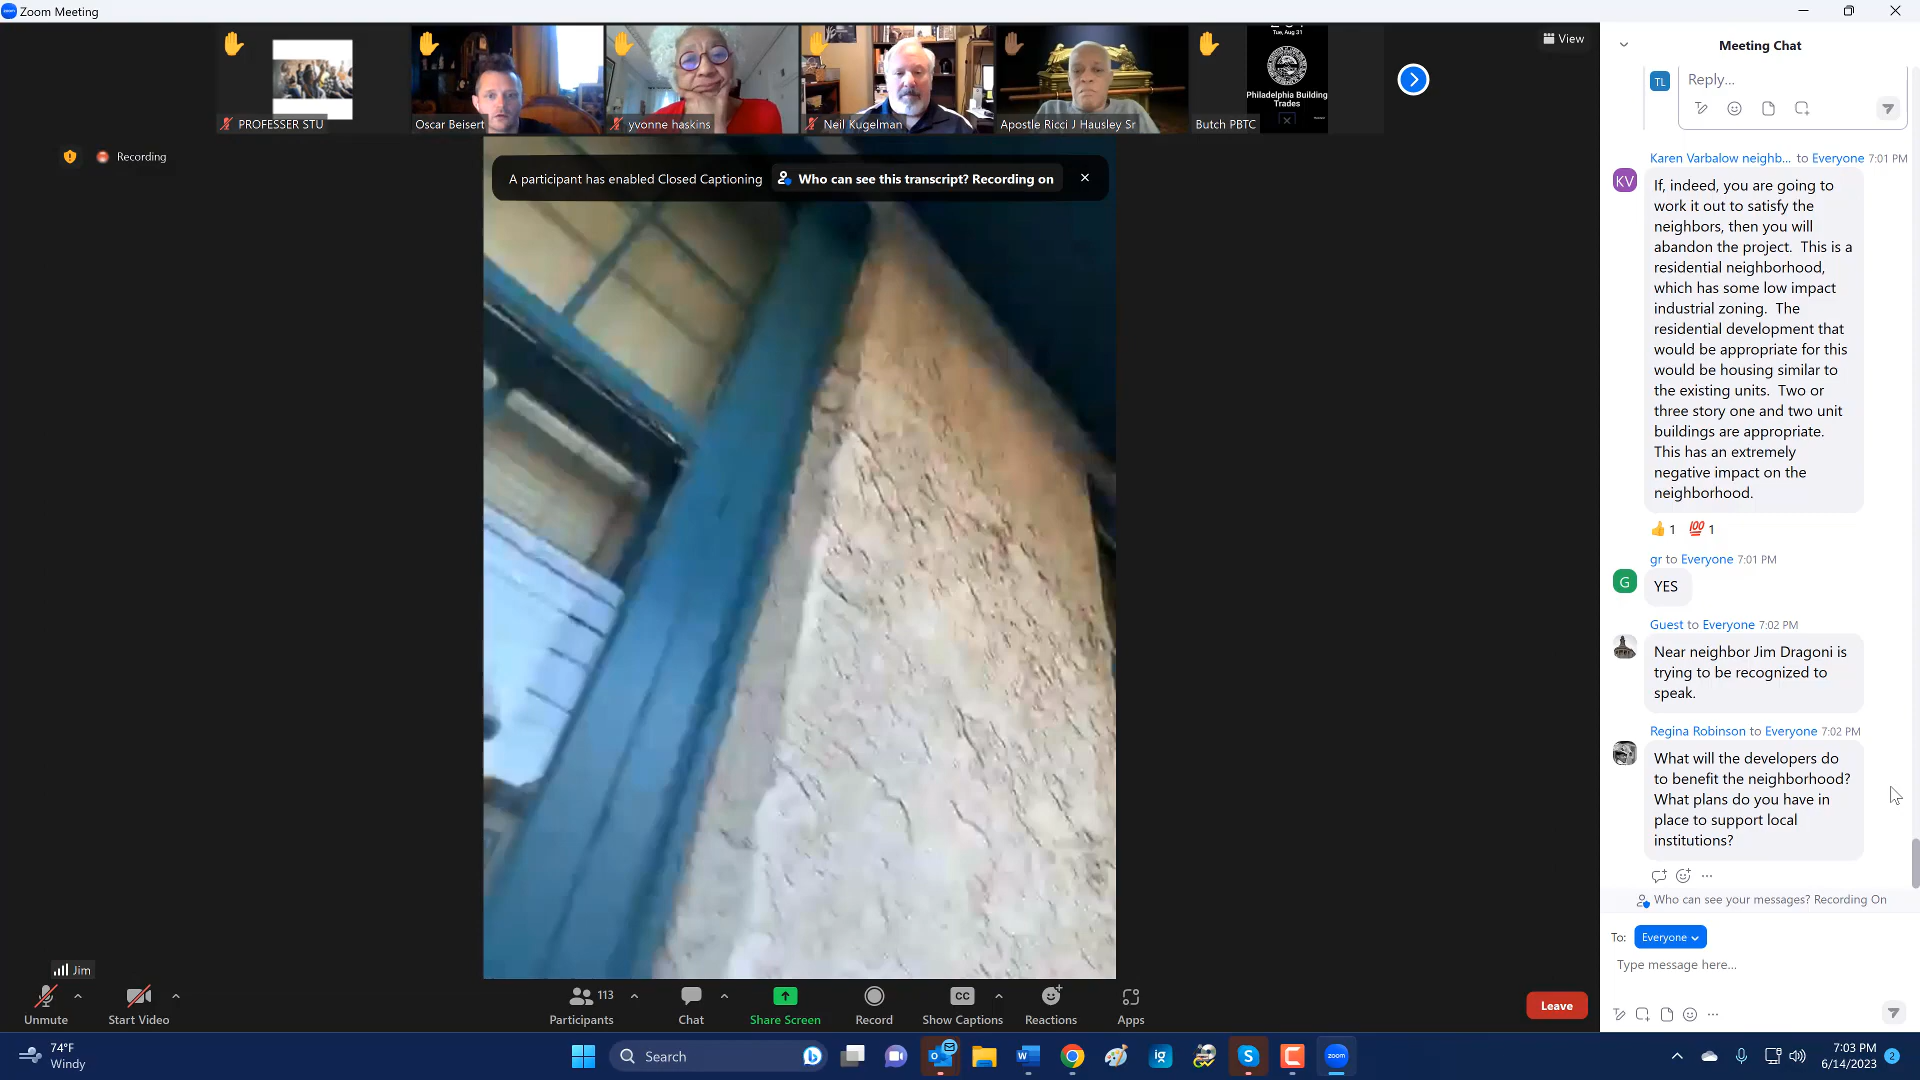 Zoom Meeting
PROFESSER STU
Oscar Beisert
yvonne haskins
Neil Kugelman
Apostle Ricci J Hausley Sr
Tue, Aug 31
Philadelphia Building
Trades
Butch PBTC
View
Recording
A participant has enabled Closed Captioning
Who can see this transcript? Recording on
Jim
Unmute
Start Video
113
Participants
Chat
Share Screen
Record
CC
Show Captions
Reactions
Apps
Leave
Meeting Chat
TL
Reply...
Karen Varbalow neighb... to Everyone 7:01 PM
KV
If, indeed, you are going to
work it out to satisfy the
neighbors, then you will
abandon the project. This is a
residential neighborhood,
which has some low impact
industrial zoning. The
residential development that
would be appropriate for this
would be housing similar to
the existing units. Two or
three story one and two unit
buildings are appropriate.
This has an extremely
negative impact on the
neighborhood.
👍 1 💯 1
gr to Everyone 7:01 PM
G
YES
Guest to Everyone 7:02 PM
Near neighbor Jim Dragoni is
trying to be recognized to
speak.
Regina Robinson to Everyone 7:02 PM
What will the developers do
to benefit the neighborhood?
What plans do you have in
place to support local
institutions?
Who can see your messages? Recording On
To: Everyone
Type message here...
74°F
Windy
Search
ig
zoom
7:03 PM
6/14/2023
2